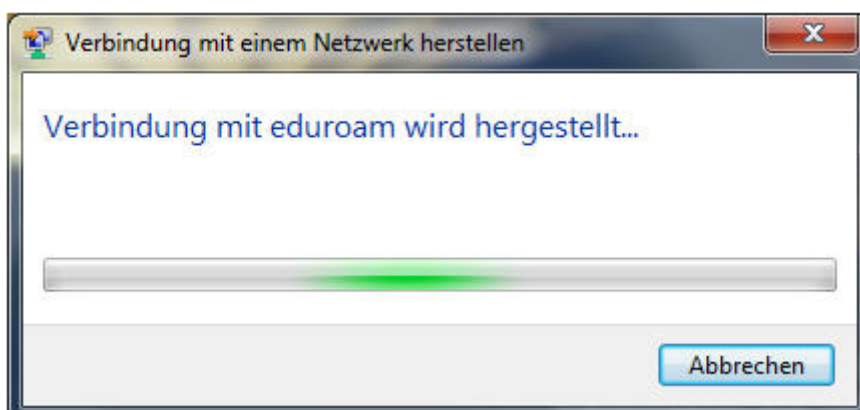 Verbindung mit einem Netzwerk herstellen
Verbindung mit eduroam wird hergestellt...
Abbrechen